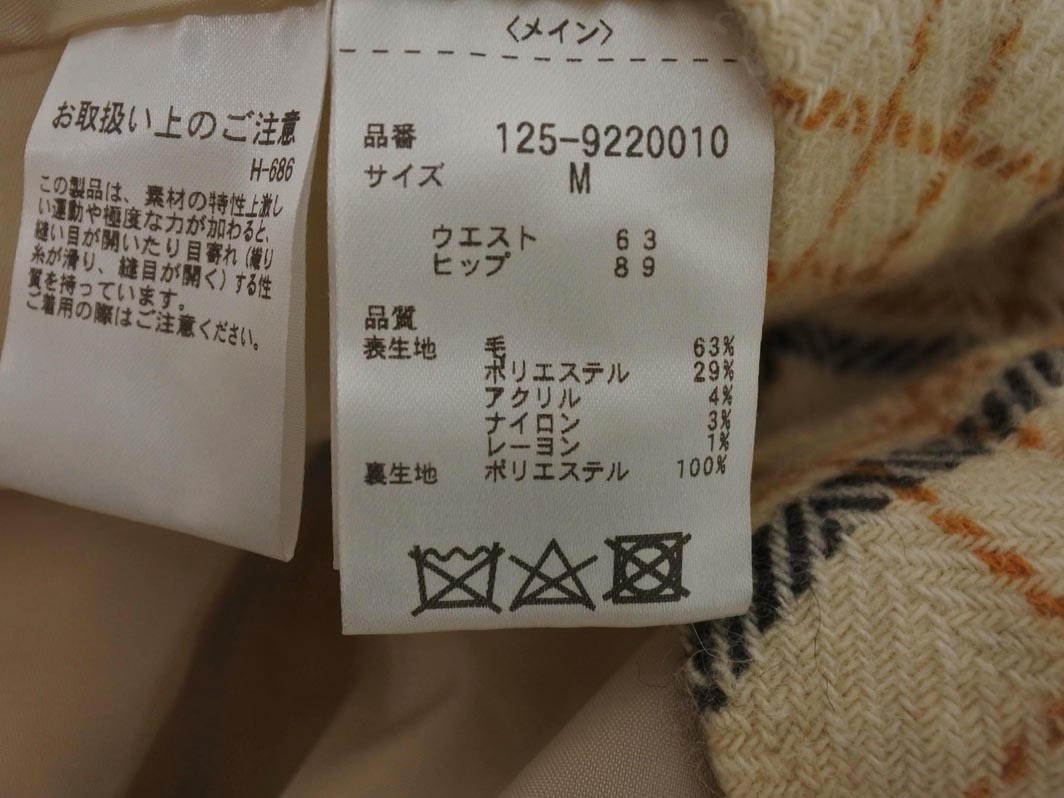 お取扱い上のご注意
H-686
この製品は、素材の特性上激し
い運動や極度な力が加わると、
縫い目が開いたり目寄れ(織り
糸が滑り、縫目が開く)する性
質を持っています。
ご着用の際はご注意ください。
〈メイン〉
品番 125-9220010
サイズ M
ウエスト 63
ヒップ 89
品質
表生地 毛 63%
ポリエステル 29%
アクリル 4%
ナイロン 3%
レーヨン 1%
裏生地 ポリエステル 100%